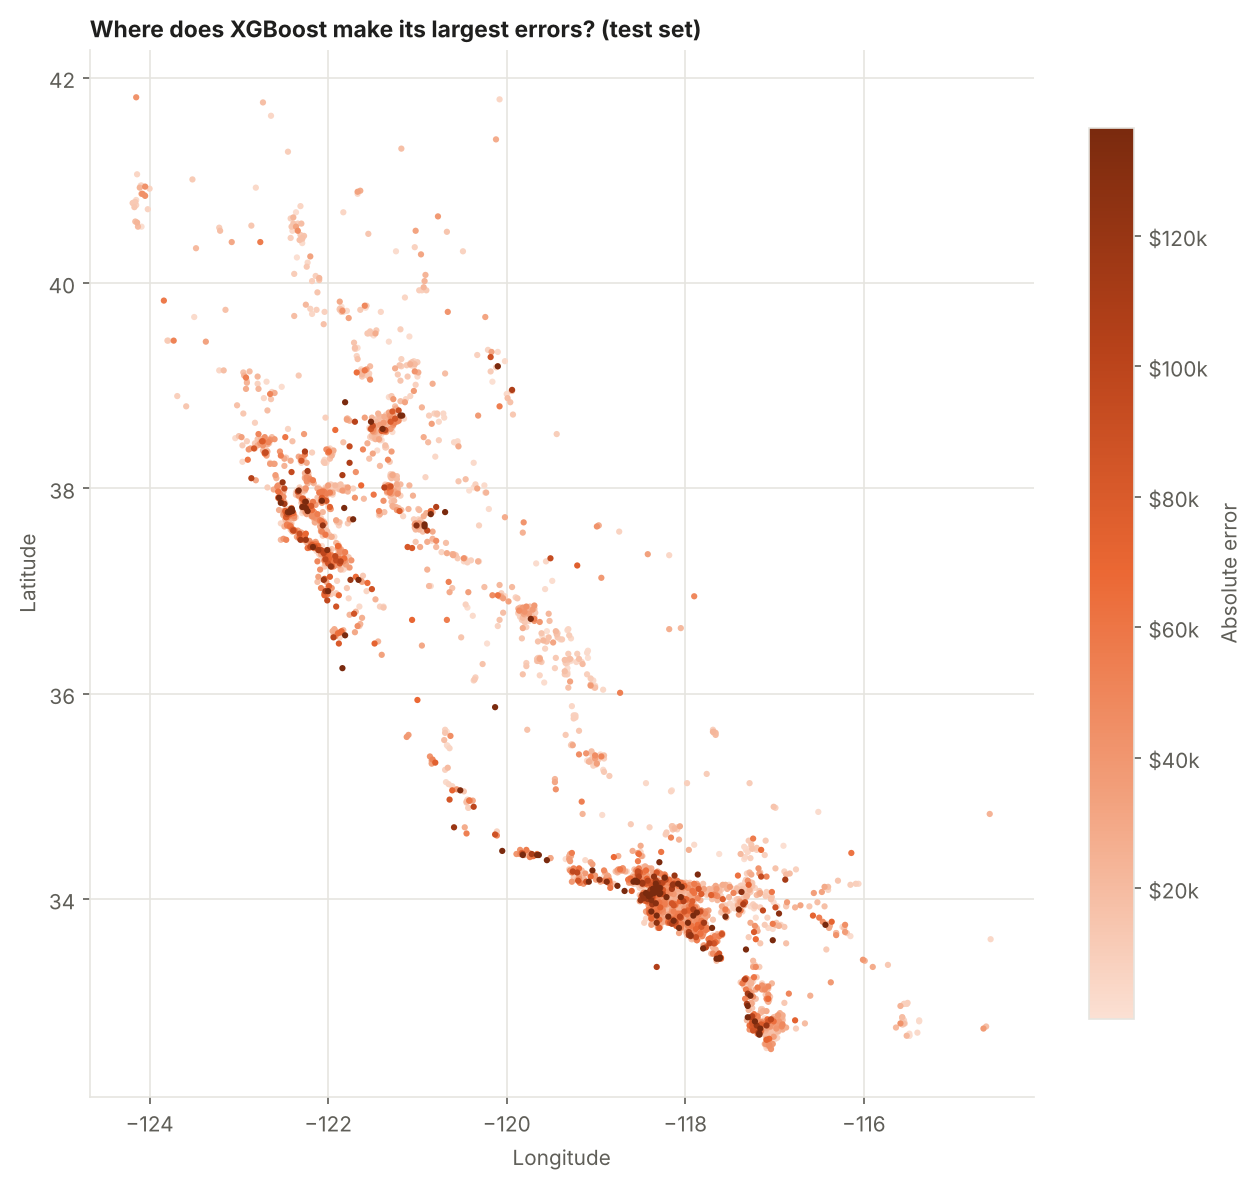 Where does XGBoost make its largest errors? (test set)
42
40
38
36
34
Latitude
−124
−122
−120
−118
−116
Longitude
$120k
$100k
$80k
$60k
$40k
$20k
Absolute error